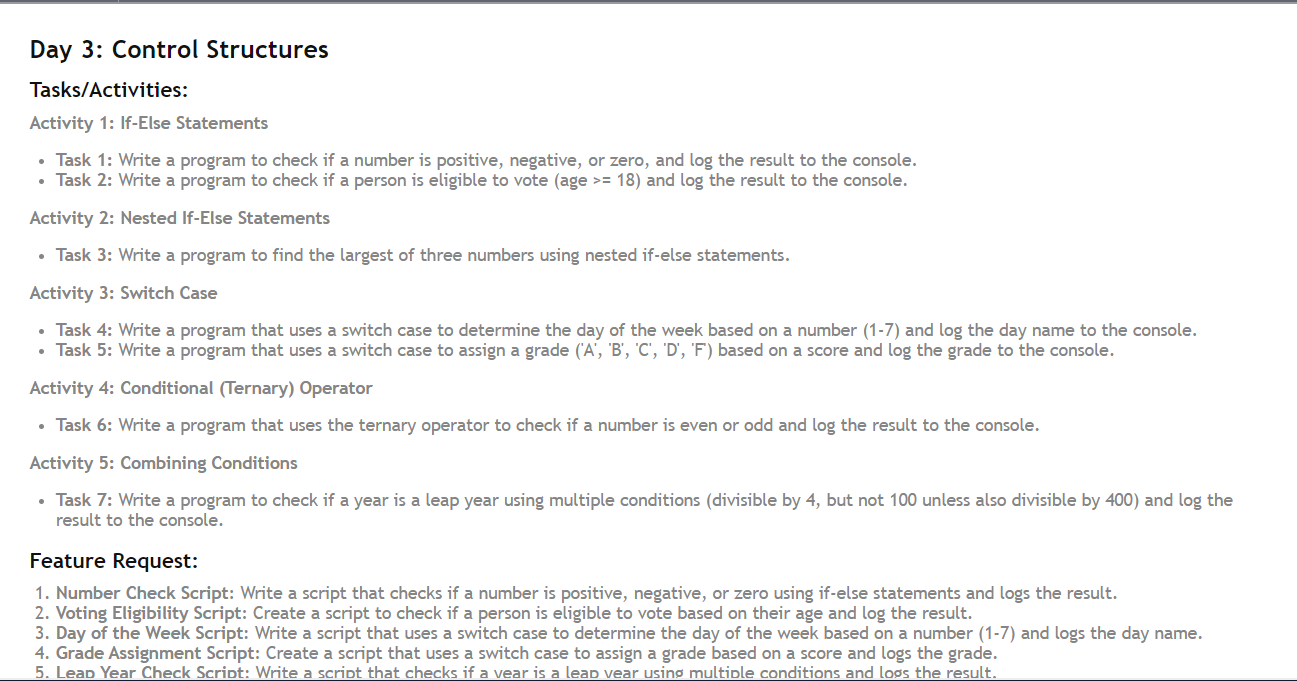 Day 3: Control Structures
Tasks/Activities:
Activity 1: If-Else Statements
• Task 1: Write a program to check if a number is positive, negative, or zero, and log the result to the console.
• Task 2: Write a program to check if a person is eligible to vote (age >= 18) and log the result to the console.
Activity 2: Nested If-Else Statements
• Task 3: Write a program to find the largest of three numbers using nested if-else statements.
Activity 3: Switch Case
• Task 4: Write a program that uses a switch case to determine the day of the week based on a number (1-7) and log the day name to the console.
• Task 5: Write a program that uses a switch case to assign a grade ('A', 'B', 'C', 'D', 'F') based on a score and log the grade to the console.
Activity 4: Conditional (Ternary) Operator
• Task 6: Write a program that uses the ternary operator to check if a number is even or odd and log the result to the console.
Activity 5: Combining Conditions
• Task 7: Write a program to check if a year is a leap year using multiple conditions (divisible by 4, but not 100 unless also divisible by 400) and log the
result to the console.
Feature Request:
1. Number Check Script: Write a script that checks if a number is positive, negative, or zero using if-else statements and logs the result.
2. Voting Eligibility Script: Create a script to check if a person is eligible to vote based on their age and log the result.
3. Day of the Week Script: Write a script that uses a switch case to determine the day of the week based on a number (1-7) and logs the day name.
4. Grade Assignment Script: Create a script that uses a switch case to assign a grade based on a score and logs the grade.
5. Leap Year Check Script: Write a script that checks if a year is a leap year using multiple conditions and logs the result.